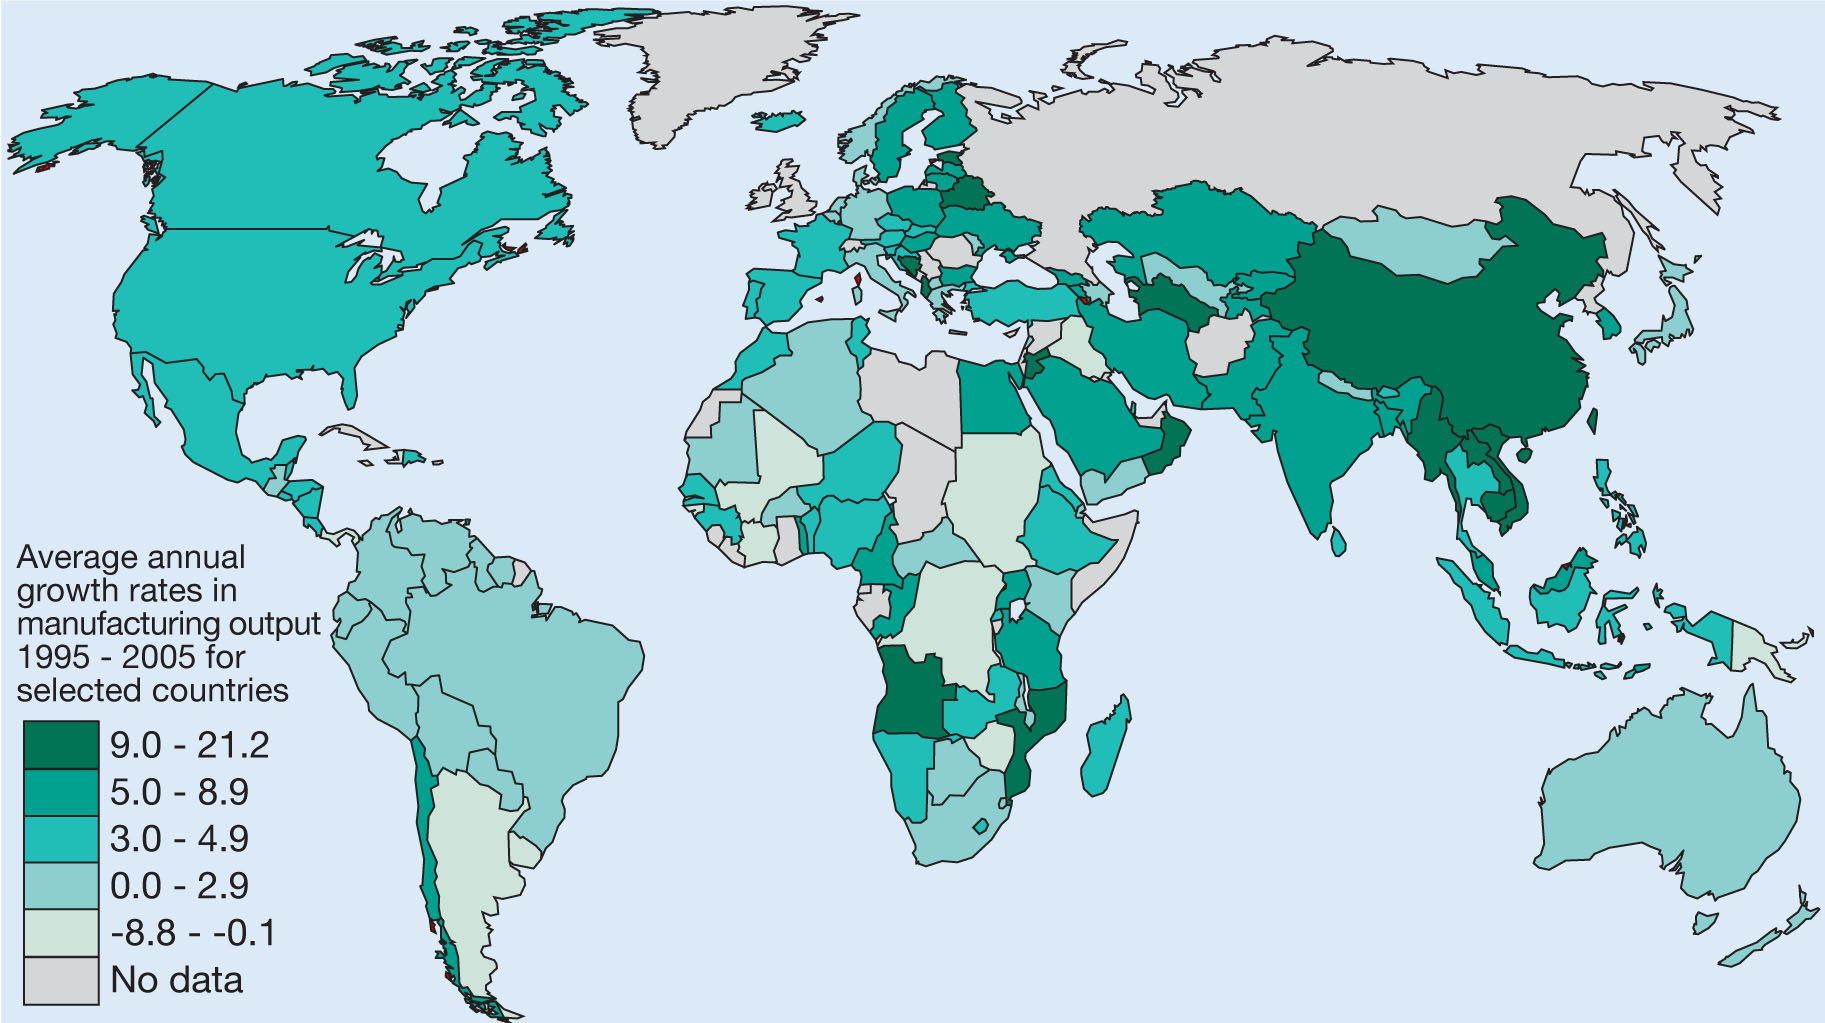 Average annual
growth rates in
manufacturing output
1995 - 2005 for
selected countries
9.0 - 21.2
5.0 - 8.9
3.0 - 4.9
0.0 - 2.9
-8.8 - -0.1
No data